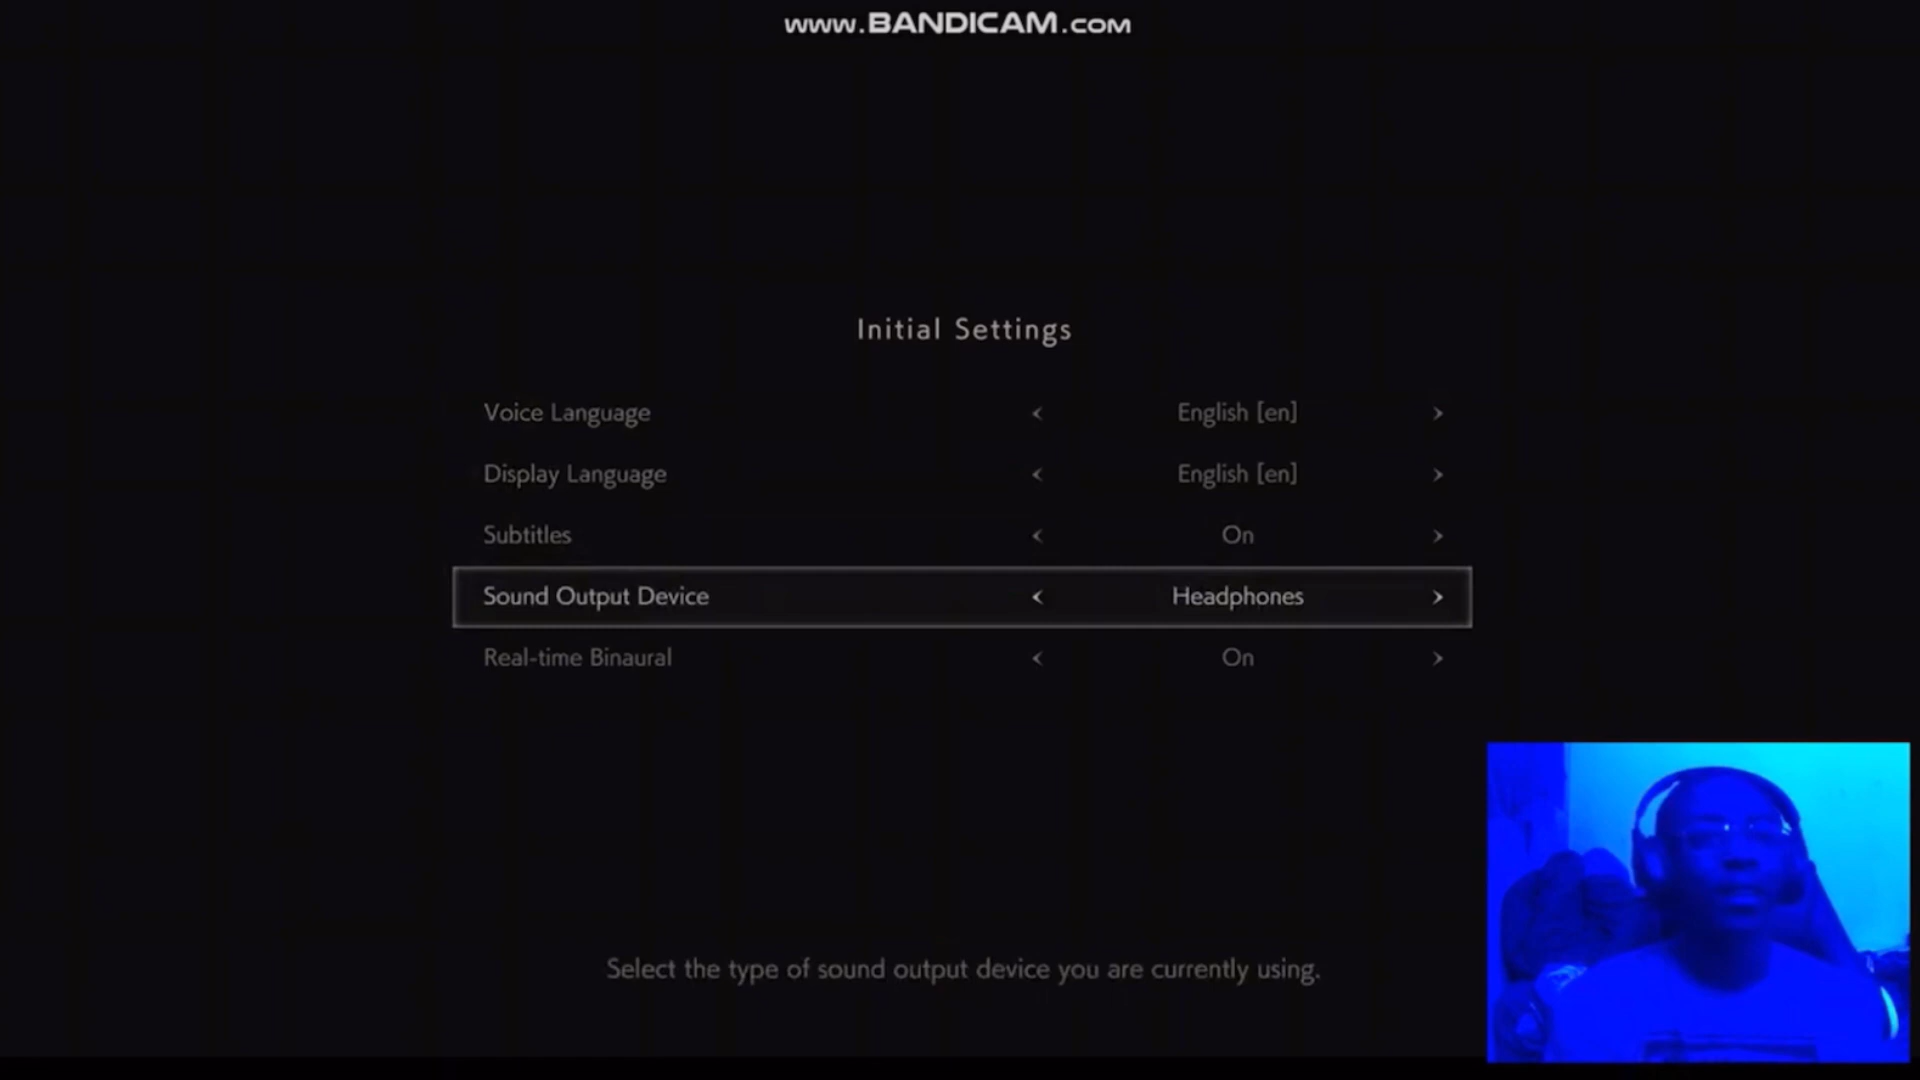 www.BANDICAM.com
Initial Settings
Voice Language < English [en] >
Display Language < English [en] >
Subtitles < On >
Sound Output Device < Headphones >
Real-time Binaural < On >
Select the type of sound output device you are currently using.